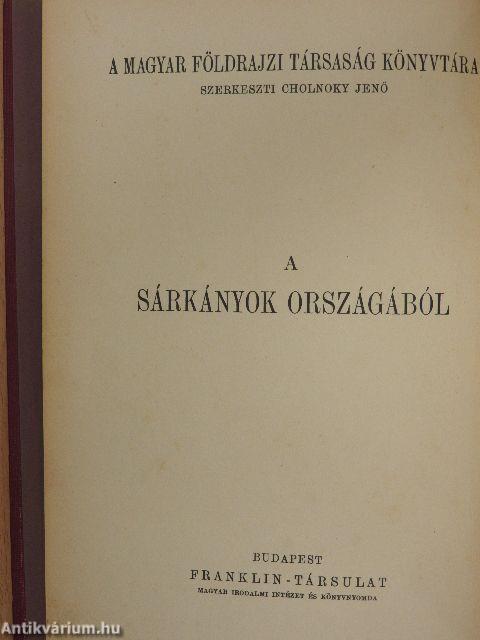 A MAGYAR FÖLDRAJZI TÁRSASÁG KÖNYVTÁRA
SZERKESZTI CHOLNOKY JENŐ
A
SÁRKÁNYOK ORSZÁGÁBÓL
BUDAPEST
FRANKLIN-TÁRSULAT
MAGYAR IRODALMI INTÉZET ÉS KÖNYVNYOMDA
Antikvárium.hu